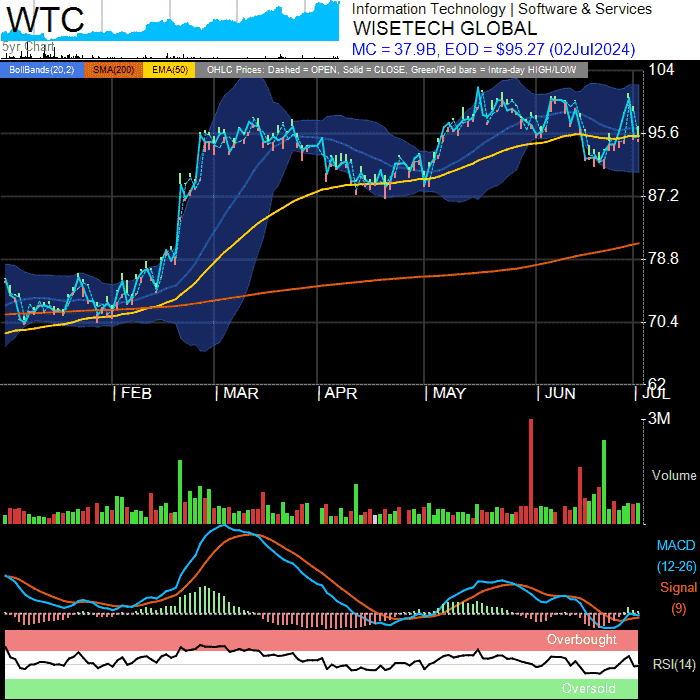 WTC
5yr Chart
Information Technology | Software & Services
WISETECH GLOBAL
MC = 37.9B, EOD = $95.27 (02Jul2024)
BollBands(20,2) SMA(200) EMA(50) OHLC Prices: Dashed = OPEN, Solid = CLOSE, Green/Red bars = Intra-day HIGH/LOW
104
95.6
87.2
78.8
70.4
62
FEB MAR APR MAY JUN JUL
3M
Volume
MACD
(12-26)
Signal
(9)
Overbought
RSI(14)
Oversold